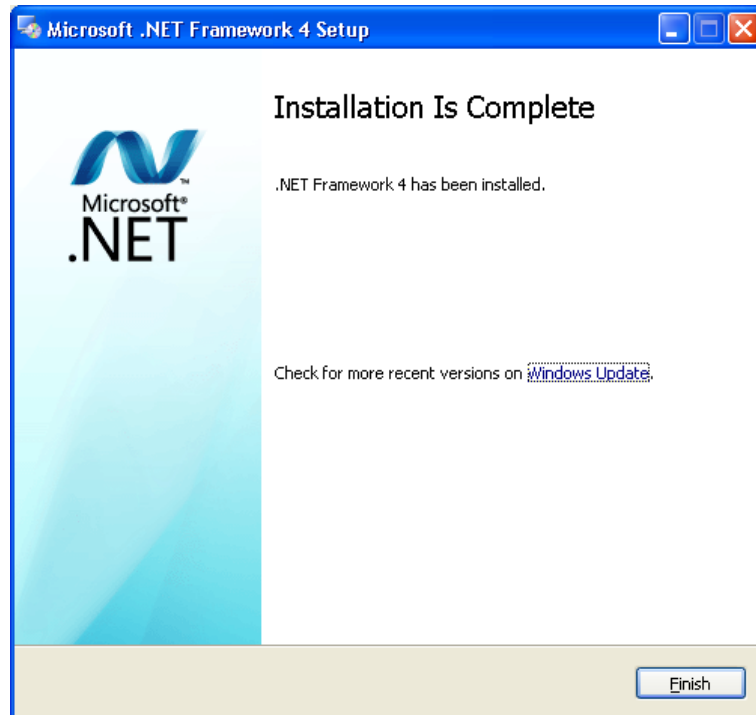 Microsoft .NET Framework 4 Setup
Installation Is Complete
.NET Framework 4 has been installed.
Microsoft®
.NET™
Check for more recent versions on Windows Update.
Finish